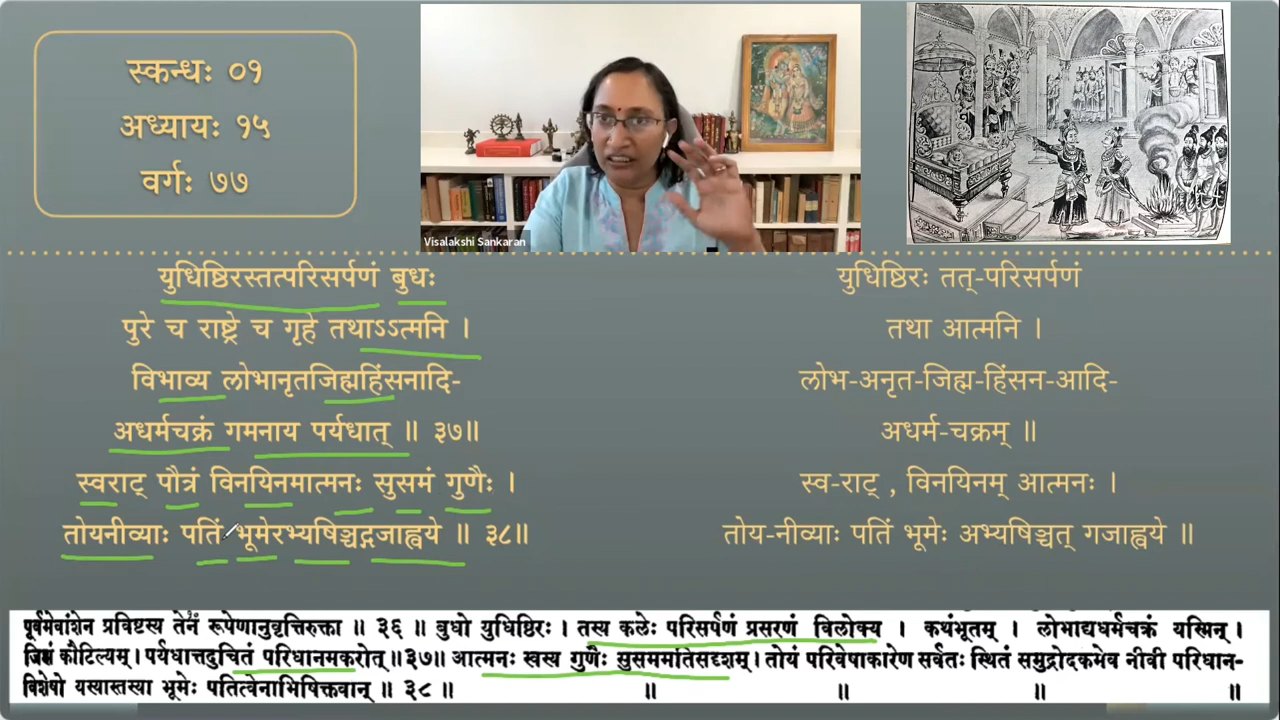 स्कन्धः ०१
अध्यायः १५
वर्गः ७७
Visalakshi Sankaran
युधिष्ठिरस्तत्परिसर्पणं बुधः
पुरे च राष्ट्रे च गृहे तथाऽऽत्मनि ।
विभाव्य लोभानृतजिह्महिंसनादि-
अधर्मचक्रं गमनाय पर्यधात् ॥ ३७॥
स्वराट् पौत्रं विनयिनमात्मनः सुसमं गुणैः ।
तोयनीव्याः पतिं भूमेरभ्यषिञ्चद्गजाह्वये ॥ ३८॥
युधिष्ठिरः तत्-परिसर्पणं
तथा आत्मनि ।
लोभ-अनृत-जिह्म-हिंसन-आदि-
अधर्म-चक्रम् ॥
स्व-राट् , विनयिनम् आत्मनः ।
तोय-नीव्याः पतिं भूमेः अभ्यषिञ्चत् गजाह्वये ॥
पूर्वमेवांशेन प्रविष्टस्य तेनं रूपेणानुवृत्तिरुक्ता ॥ ३६ ॥ बुधो युधिष्ठिरः । तस्य कलेः परिसर्पणं प्रसरणं विलोक्य । कथंभूतम् । लोभाद्यधर्मचक्रं यस्मिन् ।
जिह्मं कौटिल्यम् । पर्यधात्तदुचितं परिधानमकरोत् ॥ ३७॥ आत्मनः स्वस्य गुणैः सुसममतिसदृशम् । तोयं परिवेषाकारेण सर्वतः स्थितं समुद्रोदकमेव नीवी परिधान-
विशेषो यस्यास्तस्या भूमेः पतित्वेनाभिषिक्तवान् ॥ ३८ ॥ ॥ ॥ ॥ ॥